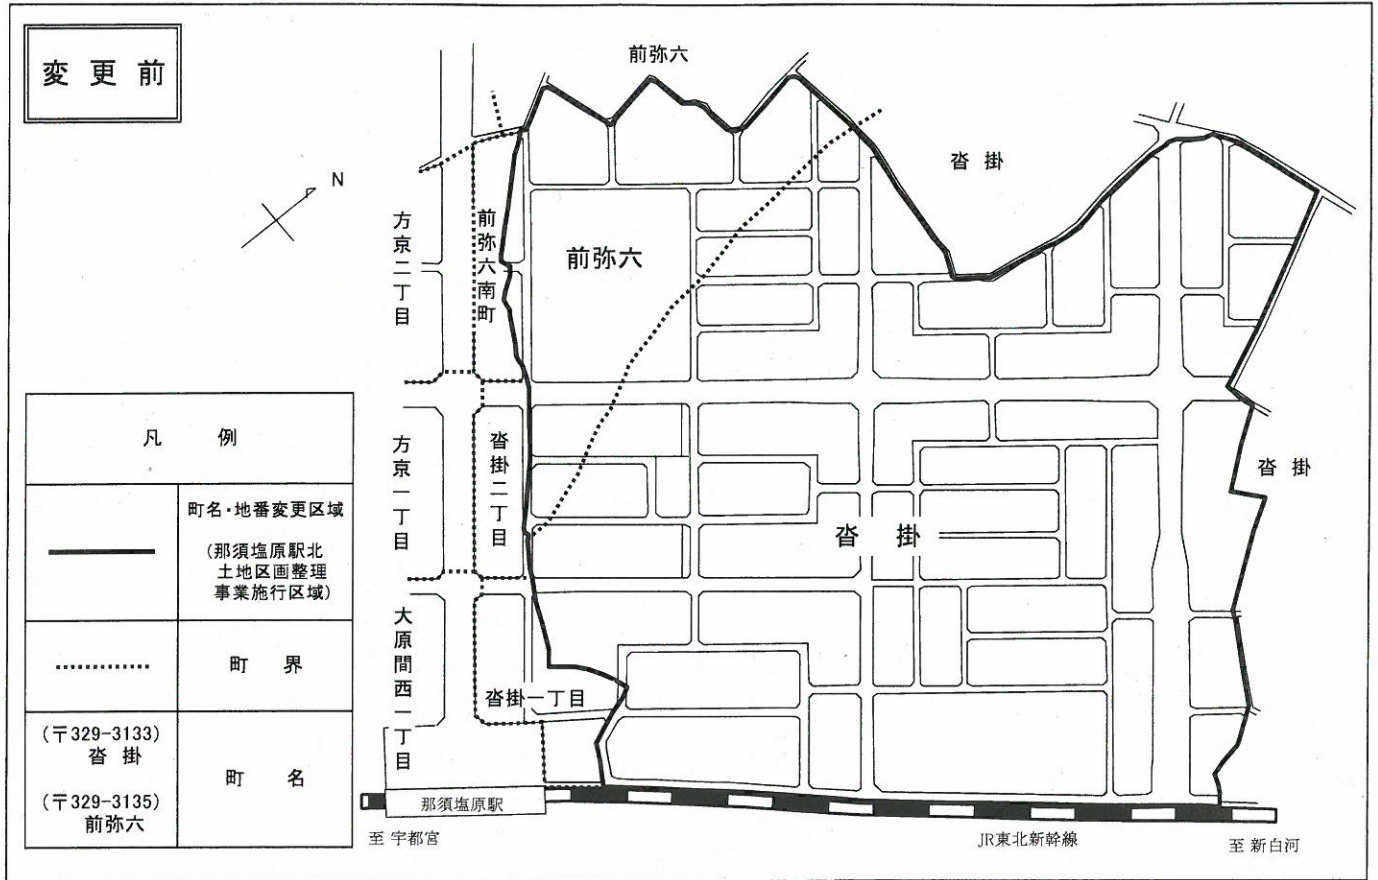 変更前
前弥六
沓掛
N
方京二丁目
前弥六南町
前弥六
凡例
町名・地番変更区域
(那須塩原駅北
土地区画整理
事業施行区域)
町界
(〒329-3133)
沓掛
(〒329-3135)
前弥六
町名
方京一丁目
沓掛二丁目
沓掛
沓掛
大原間西一丁目
沓掛一丁目
那須塩原駅
至 宇都宮
JR東北新幹線
至 新白河